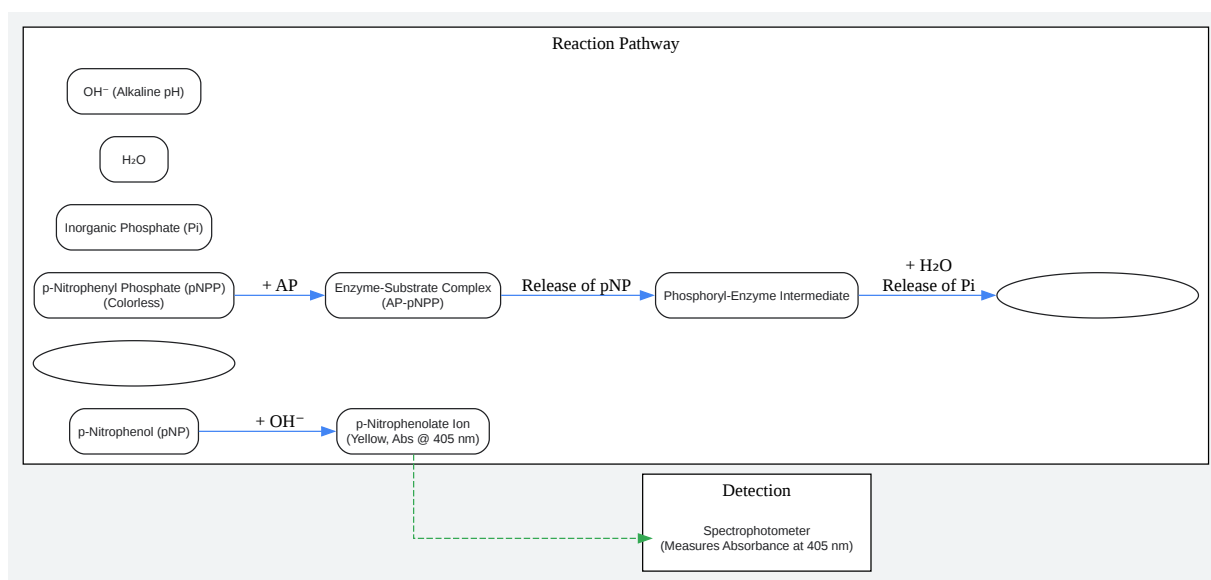 Reaction Pathway
OH⁻ (Alkaline pH)
H₂O
Inorganic Phosphate (Pi)
p-Nitrophenyl Phosphate (pNPP)
(Colorless)
+ AP
Enzyme-Substrate Complex
(AP-pNPP)
Release of pNP
Phosphoryl-Enzyme Intermediate
+ H₂O
Release of Pi
p-Nitrophenol (pNP)
+ OH⁻
p-Nitrophenolate Ion
(Yellow, Abs @ 405 nm)
Detection
Spectrophotometer
(Measures Absorbance at 405 nm)